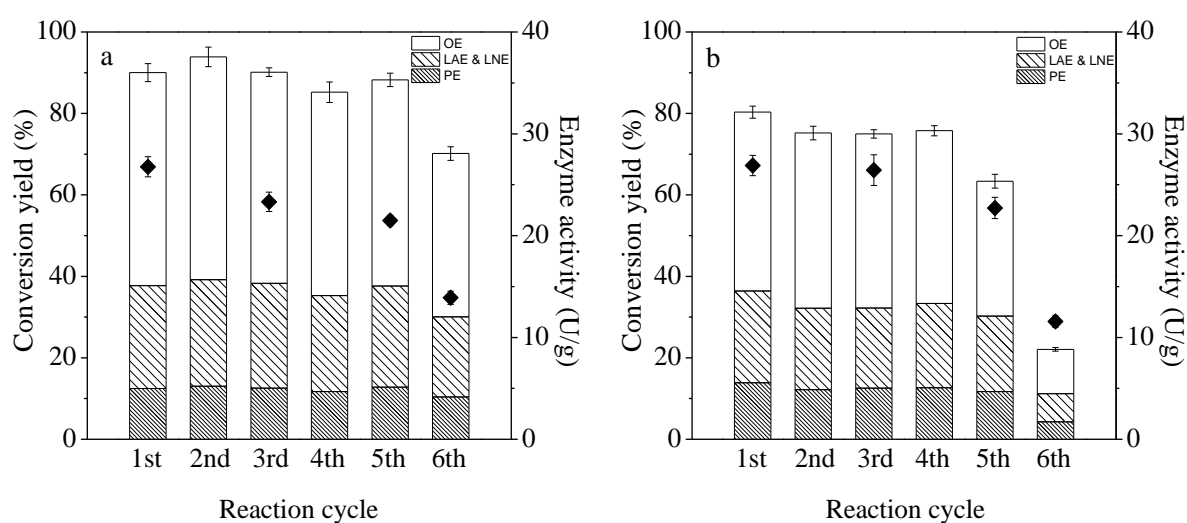 a
OE
LAE & LNE
PE
100
80
60
40
20
0
Conversion yield (%)
40
30
20
10
0
Enzyme activity (U/g)
1st 2nd 3rd 4th 5th 6th
Reaction cycle
b
OE
LAE & LNE
PE
100
80
60
40
20
0
Conversion yield (%)
40
30
20
10
0
Enzyme activity (U/g)
1st 2nd 3rd 4th 5th 6th
Reaction cycle